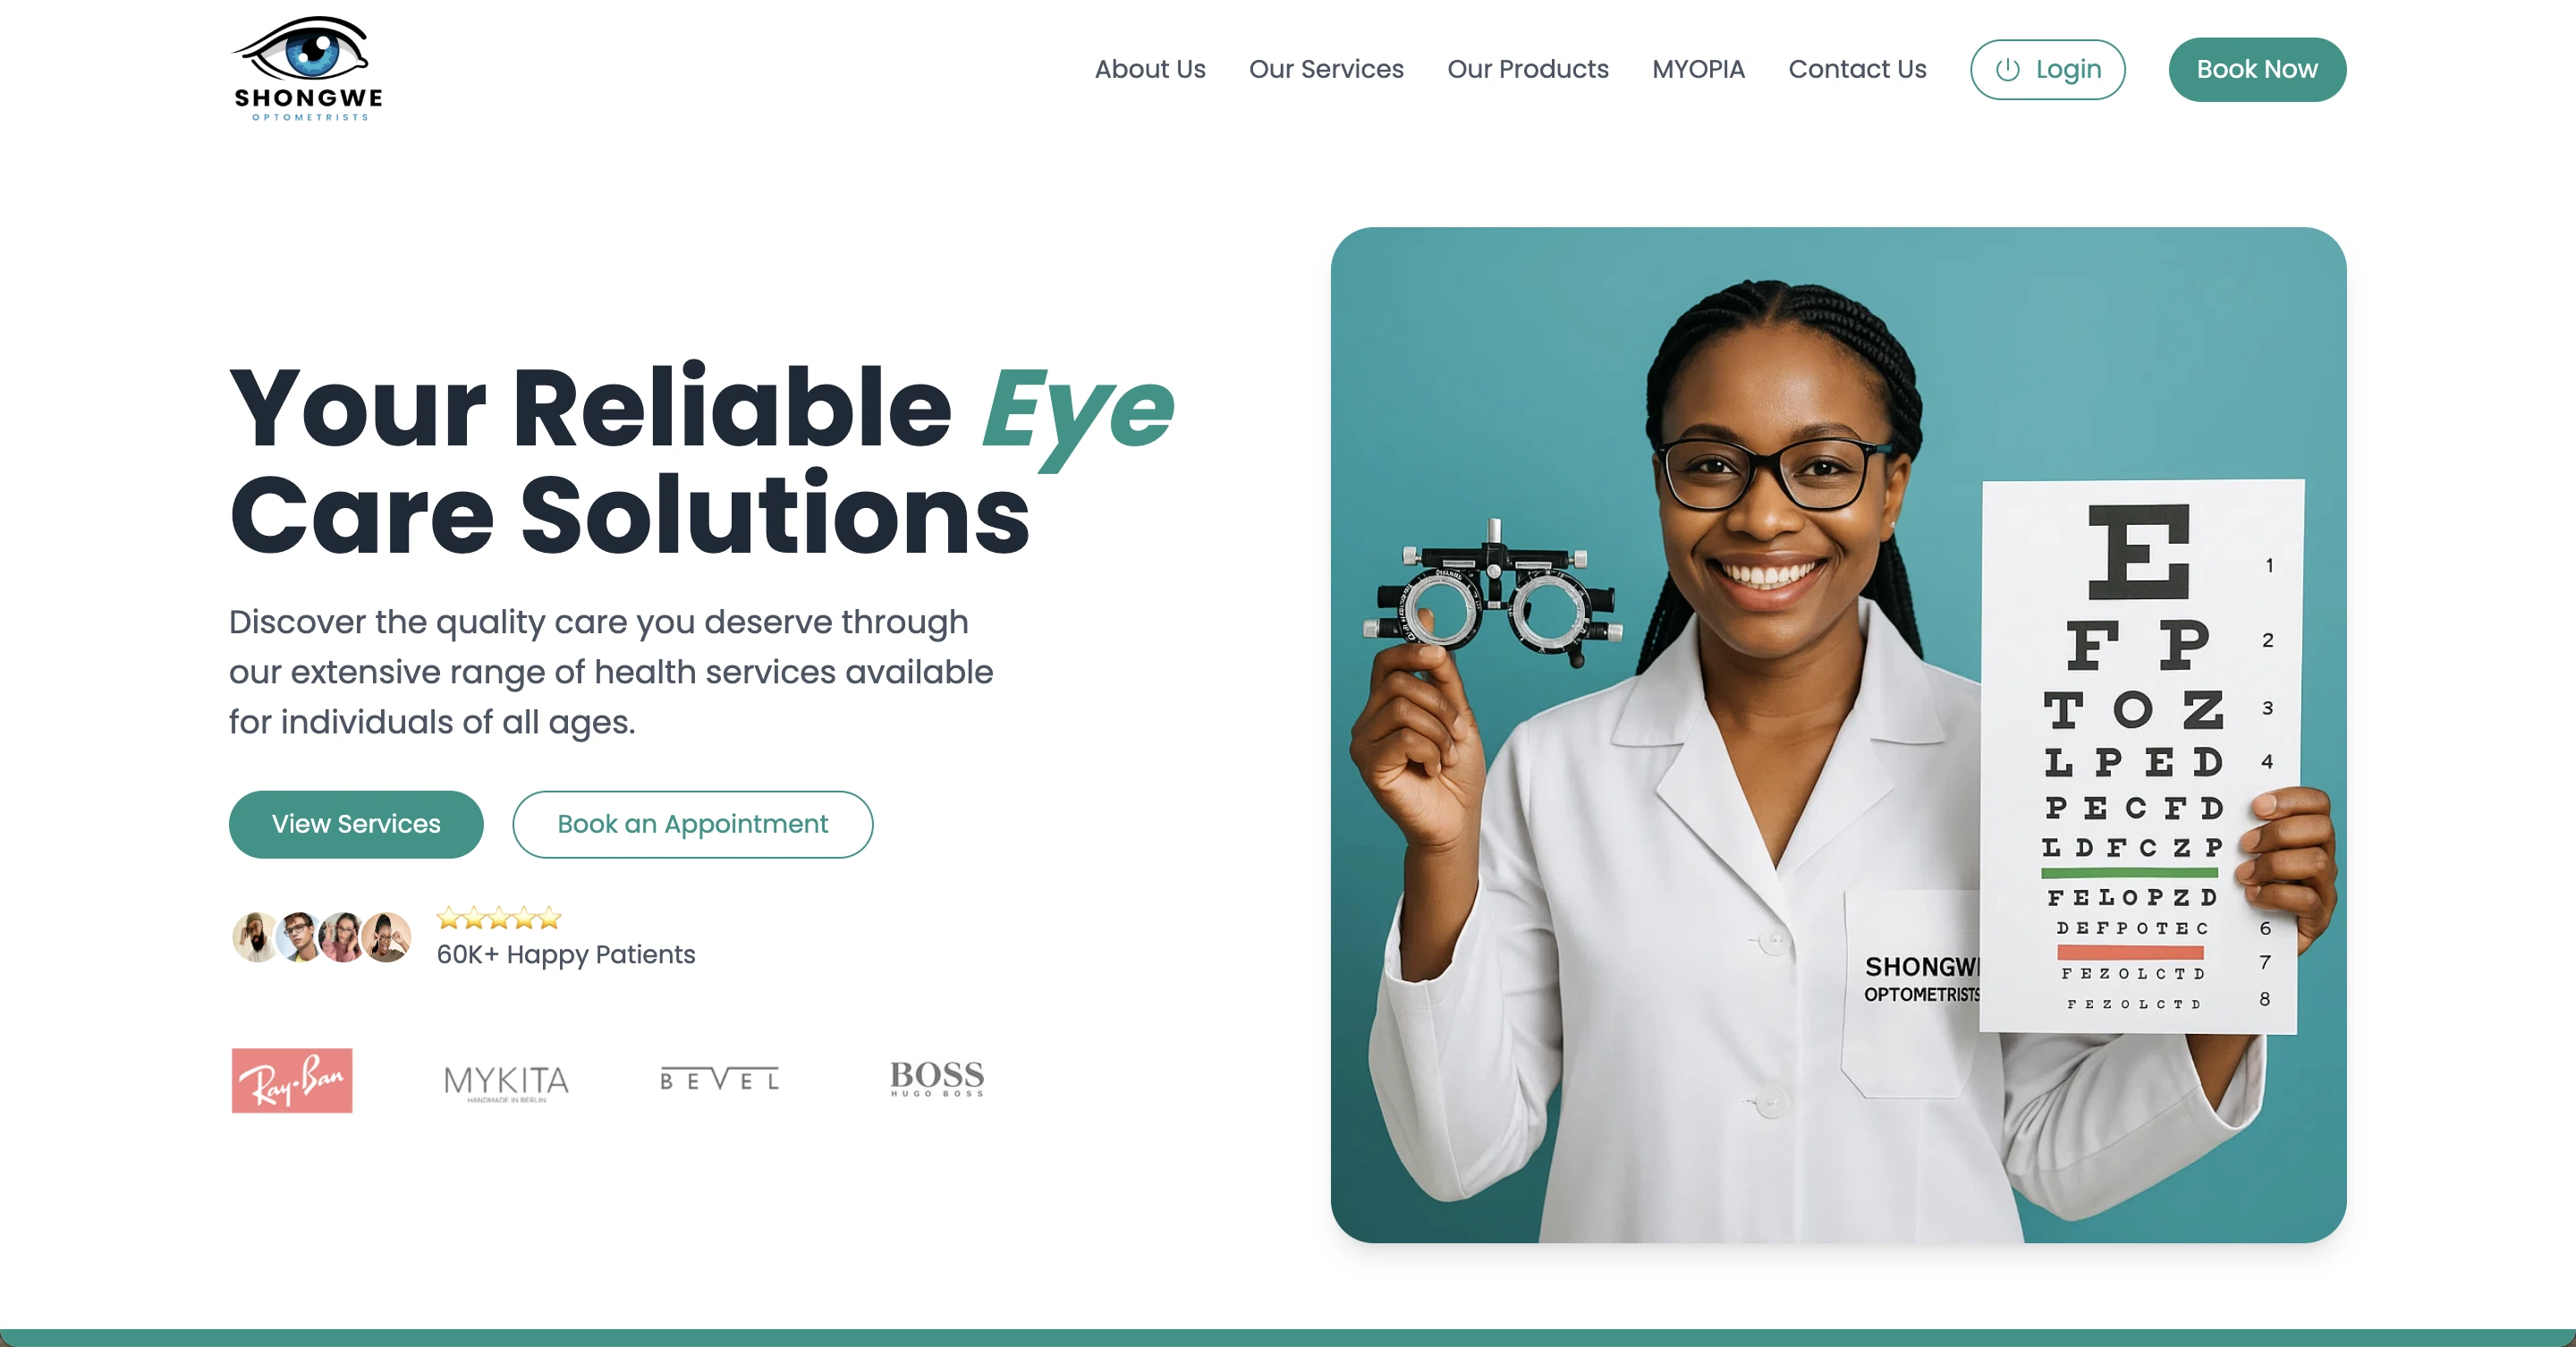 SHONGWE
OPTOMETRISTS
About Us
Our Services
Our Products
MYOPIA
Contact Us
Login
Book Now
Your Reliable Eye
Care Solutions
Discover the quality care you deserve through
our extensive range of health services available
for individuals of all ages.
View Services
Book an Appointment
60K+ Happy Patients
Ray-Ban
MYKITA
HANDMADE IN BERLIN
BEVEL
BOSS
HUGO BOSS
E 1
F P 2
T O Z 3
L P E D 4
P E C F D
L D F C Z P
F E L O P Z D
D E F P O T E C 6
7
F E Z O L C T D
F E Z O L C T D 8
SHONGW
OPTOMETRISTS